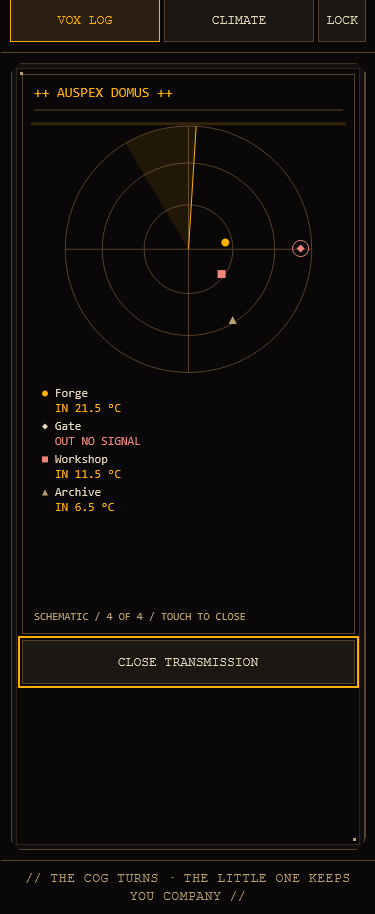 VOX LOG
CLIMATE
LOCK
++ AUSPEX DOMUS ++
Forge
IN 21.5 °C
Gate
OUT NO SIGNAL
Workshop
IN 11.5 °C
Archive
IN 6.5 °C
SCHEMATIC / 4 OF 4 / TOUCH TO CLOSE
CLOSE TRANSMISSION
// THE COG TURNS · THE LITTLE ONE KEEPS
YOU COMPANY //